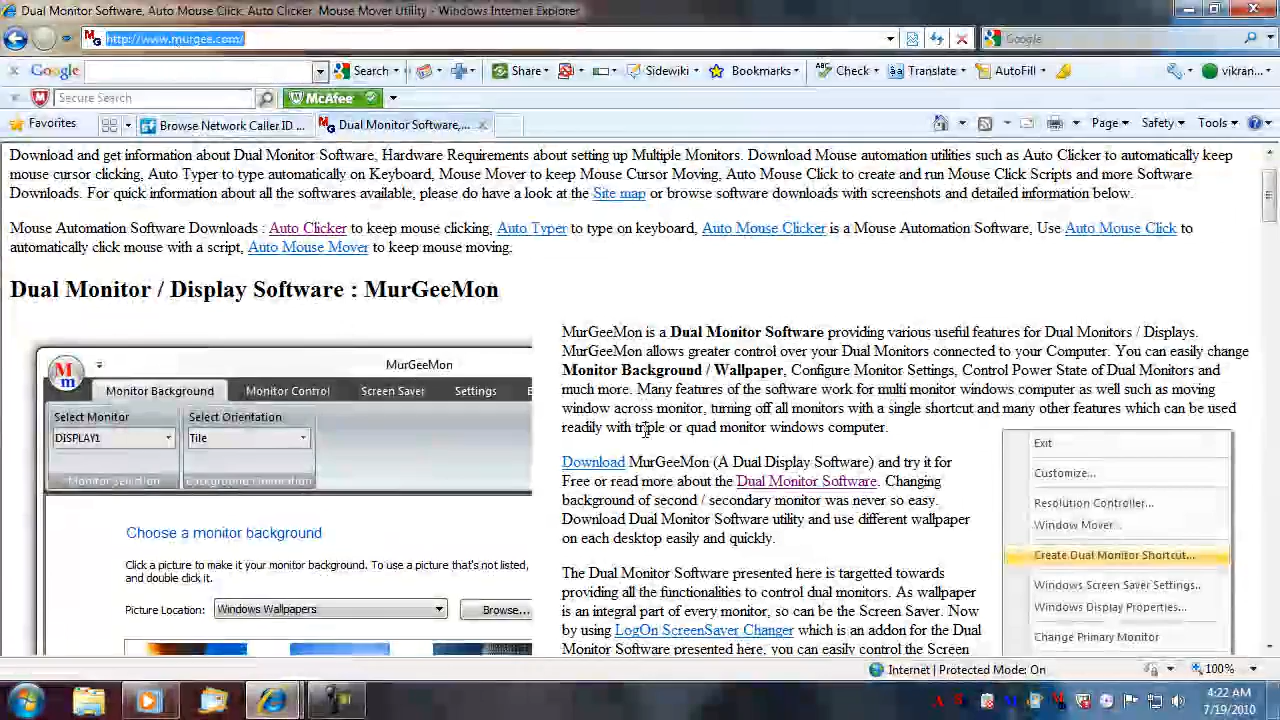 Dual Monitor Software, Auto Mouse Click, Auto Clicker, Mouse Mover Utility - Windows Internet Explorer
http://www.murgee.com/
Google
Google Search Share Sidewiki Bookmarks Check Translate AutoFill vikran...
Secure Search McAfee
Favorites Browse Network Caller ID ... Dual Monitor Software,... Page Safety Tools
Download and get information about Dual Monitor Software, Hardware Requirements about setting up Multiple Monitors. Download Mouse automation utilities such as Auto Clicker to automatically keep
mouse cursor clicking, Auto Typer to type automatically on Keyboard, Mouse Mover to keep Mouse Cursor Moving, Auto Mouse Click to create and run Mouse Click Scripts and more Software
Downloads. For quick information about all the softwares available, please do have a look at the Site map or browse software downloads with screenshots and detailed information below.
Mouse Automation Software Downloads : Auto Clicker to keep mouse clicking, Auto Typer to type on keyboard, Auto Mouse Clicker is a Mouse Automation Software, Use Auto Mouse Click to
automatically click mouse with a script, Auto Mouse Mover to keep mouse moving.
Dual Monitor / Display Software : MurGeeMon
MurGeeMon
Monitor Background Monitor Control Screen Saver Settings
Select Monitor Select Orientation
DISPLAY1 Tile
Monitor Selection Background Orientation
Choose a monitor background
Click a picture to make it your monitor background. To use a picture that's not listed,
and double click it.
Picture Location: Windows Wallpapers Browse...
MurGeeMon is a Dual Monitor Software providing various useful features for Dual Monitors / Displays.
MurGeeMon allows greater control over your Dual Monitors connected to your Computer. You can easily change
Monitor Background / Wallpaper, Configure Monitor Settings, Control Power State of Dual Monitors and
much more. Many features of the software work for multi monitor windows computer as well such as moving
window across monitor, turning off all monitors with a single shortcut and many other features which can be used
readily with triple or quad monitor windows computer.
Download MurGeeMon (A Dual Display Software) and try it for
Free or read more about the Dual Monitor Software. Changing
background of second / secondary monitor was never so easy.
Download Dual Monitor Software utility and use different wallpaper
on each desktop easily and quickly.
The Dual Monitor Software presented here is targetted towards
providing all the functionalities to control dual monitors. As wallpaper
is an integral part of every monitor, so can be the Screen Saver. Now
by using LogOn ScreenSaver Changer which is an addon for the Dual
Monitor Software presented here, you can easily control the Screen
Exit
Customize...
Resolution Controller...
Window Mover...
Create Dual Monitor Shortcut...
Windows Screen Saver Settings..
Windows Display Properties...
Change Primary Monitor
Internet | Protected Mode: On 100%
4:22 AM
7/19/2010